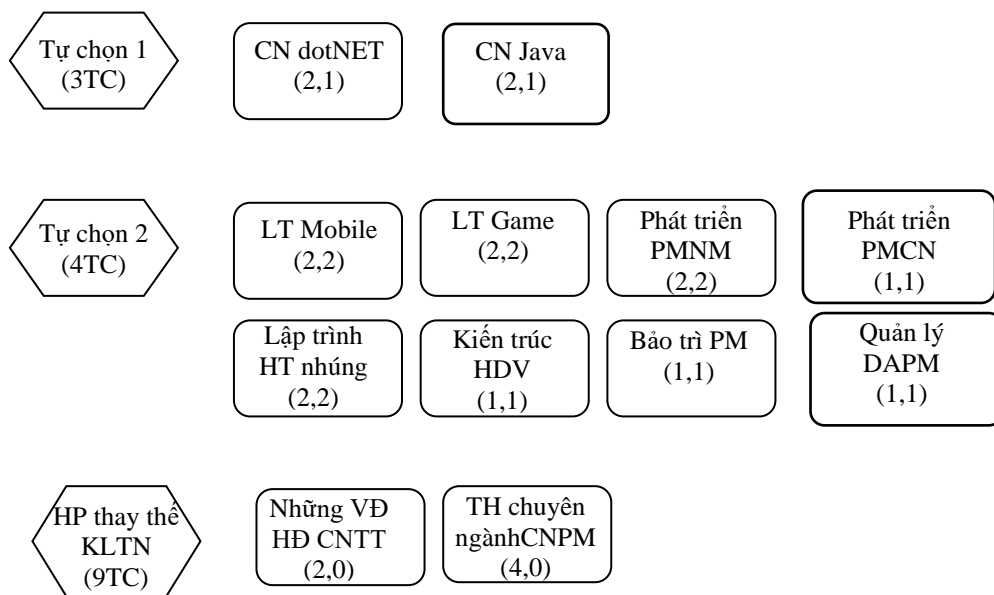 Tự chọn 1
(3TC)
CN dotNET
(2,1)
CN Java
(2,1)
Tự chọn 2
(4TC)
LT Mobile
(2,2)
LT Game
(2,2)
Phát triển
PMNM
(2,2)
Phát triển
PMCN
(1,1)
Lập trình
HT nhúng
(2,2)
Kiến trúc
HDV
(1,1)
Bảo trì PM
(1,1)
Quản lý
DAPM
(1,1)
HP thay thế
KLTN
(9TC)
Những VĐ
HĐ CNTT
(2,0)
TH chuyên
ngànhCNPM
(4,0)